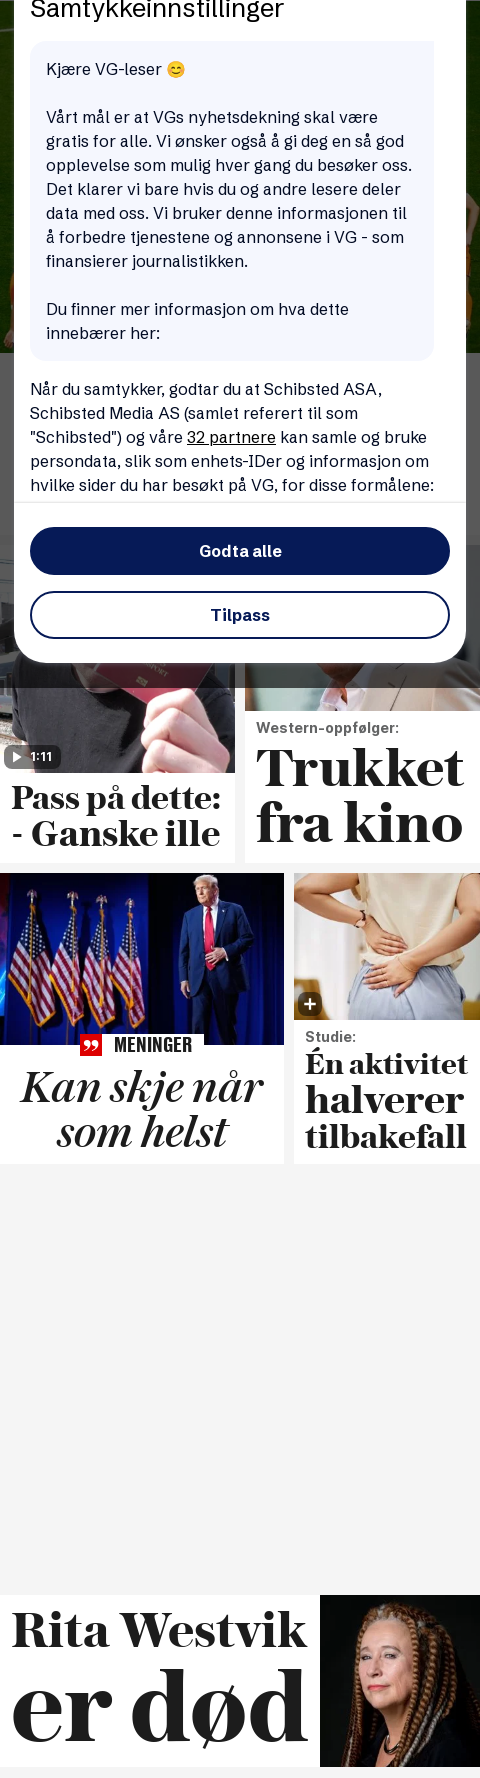 Samtykkeinnstillinger
Kjære VG-leser 😊
Vårt mål er at VGs nyhetsdekning skal være
gratis for alle. Vi ønsker også å gi deg en så god
opplevelse som mulig hver gang du besøker oss.
Det klarer vi bare hvis du og andre lesere deler
data med oss. Vi bruker denne informasjonen til
å forbedre tjenestene og annonsene i VG - som
finansierer journalistikken.
Du finner mer informasjon om hva dette
innebærer her:
Når du samtykker, godtar du at Schibsted ASA,
Schibsted Media AS (samlet referert til som
"Schibsted") og våre 32 partnere kan samle og bruke
persondata, slik som enhets-IDer og informasjon om
hvilke sider du har besøkt på VG, for disse formålene:
Godta alle
Tilpass
1:11
Pass på dette:
- Ganske ille
Western-oppfølger:
Trukket
fra kino
MENINGER
Kan skje når
som helst
Studie:
Én aktivitet
halverer
tilbakefall
Rita Westvik
er død